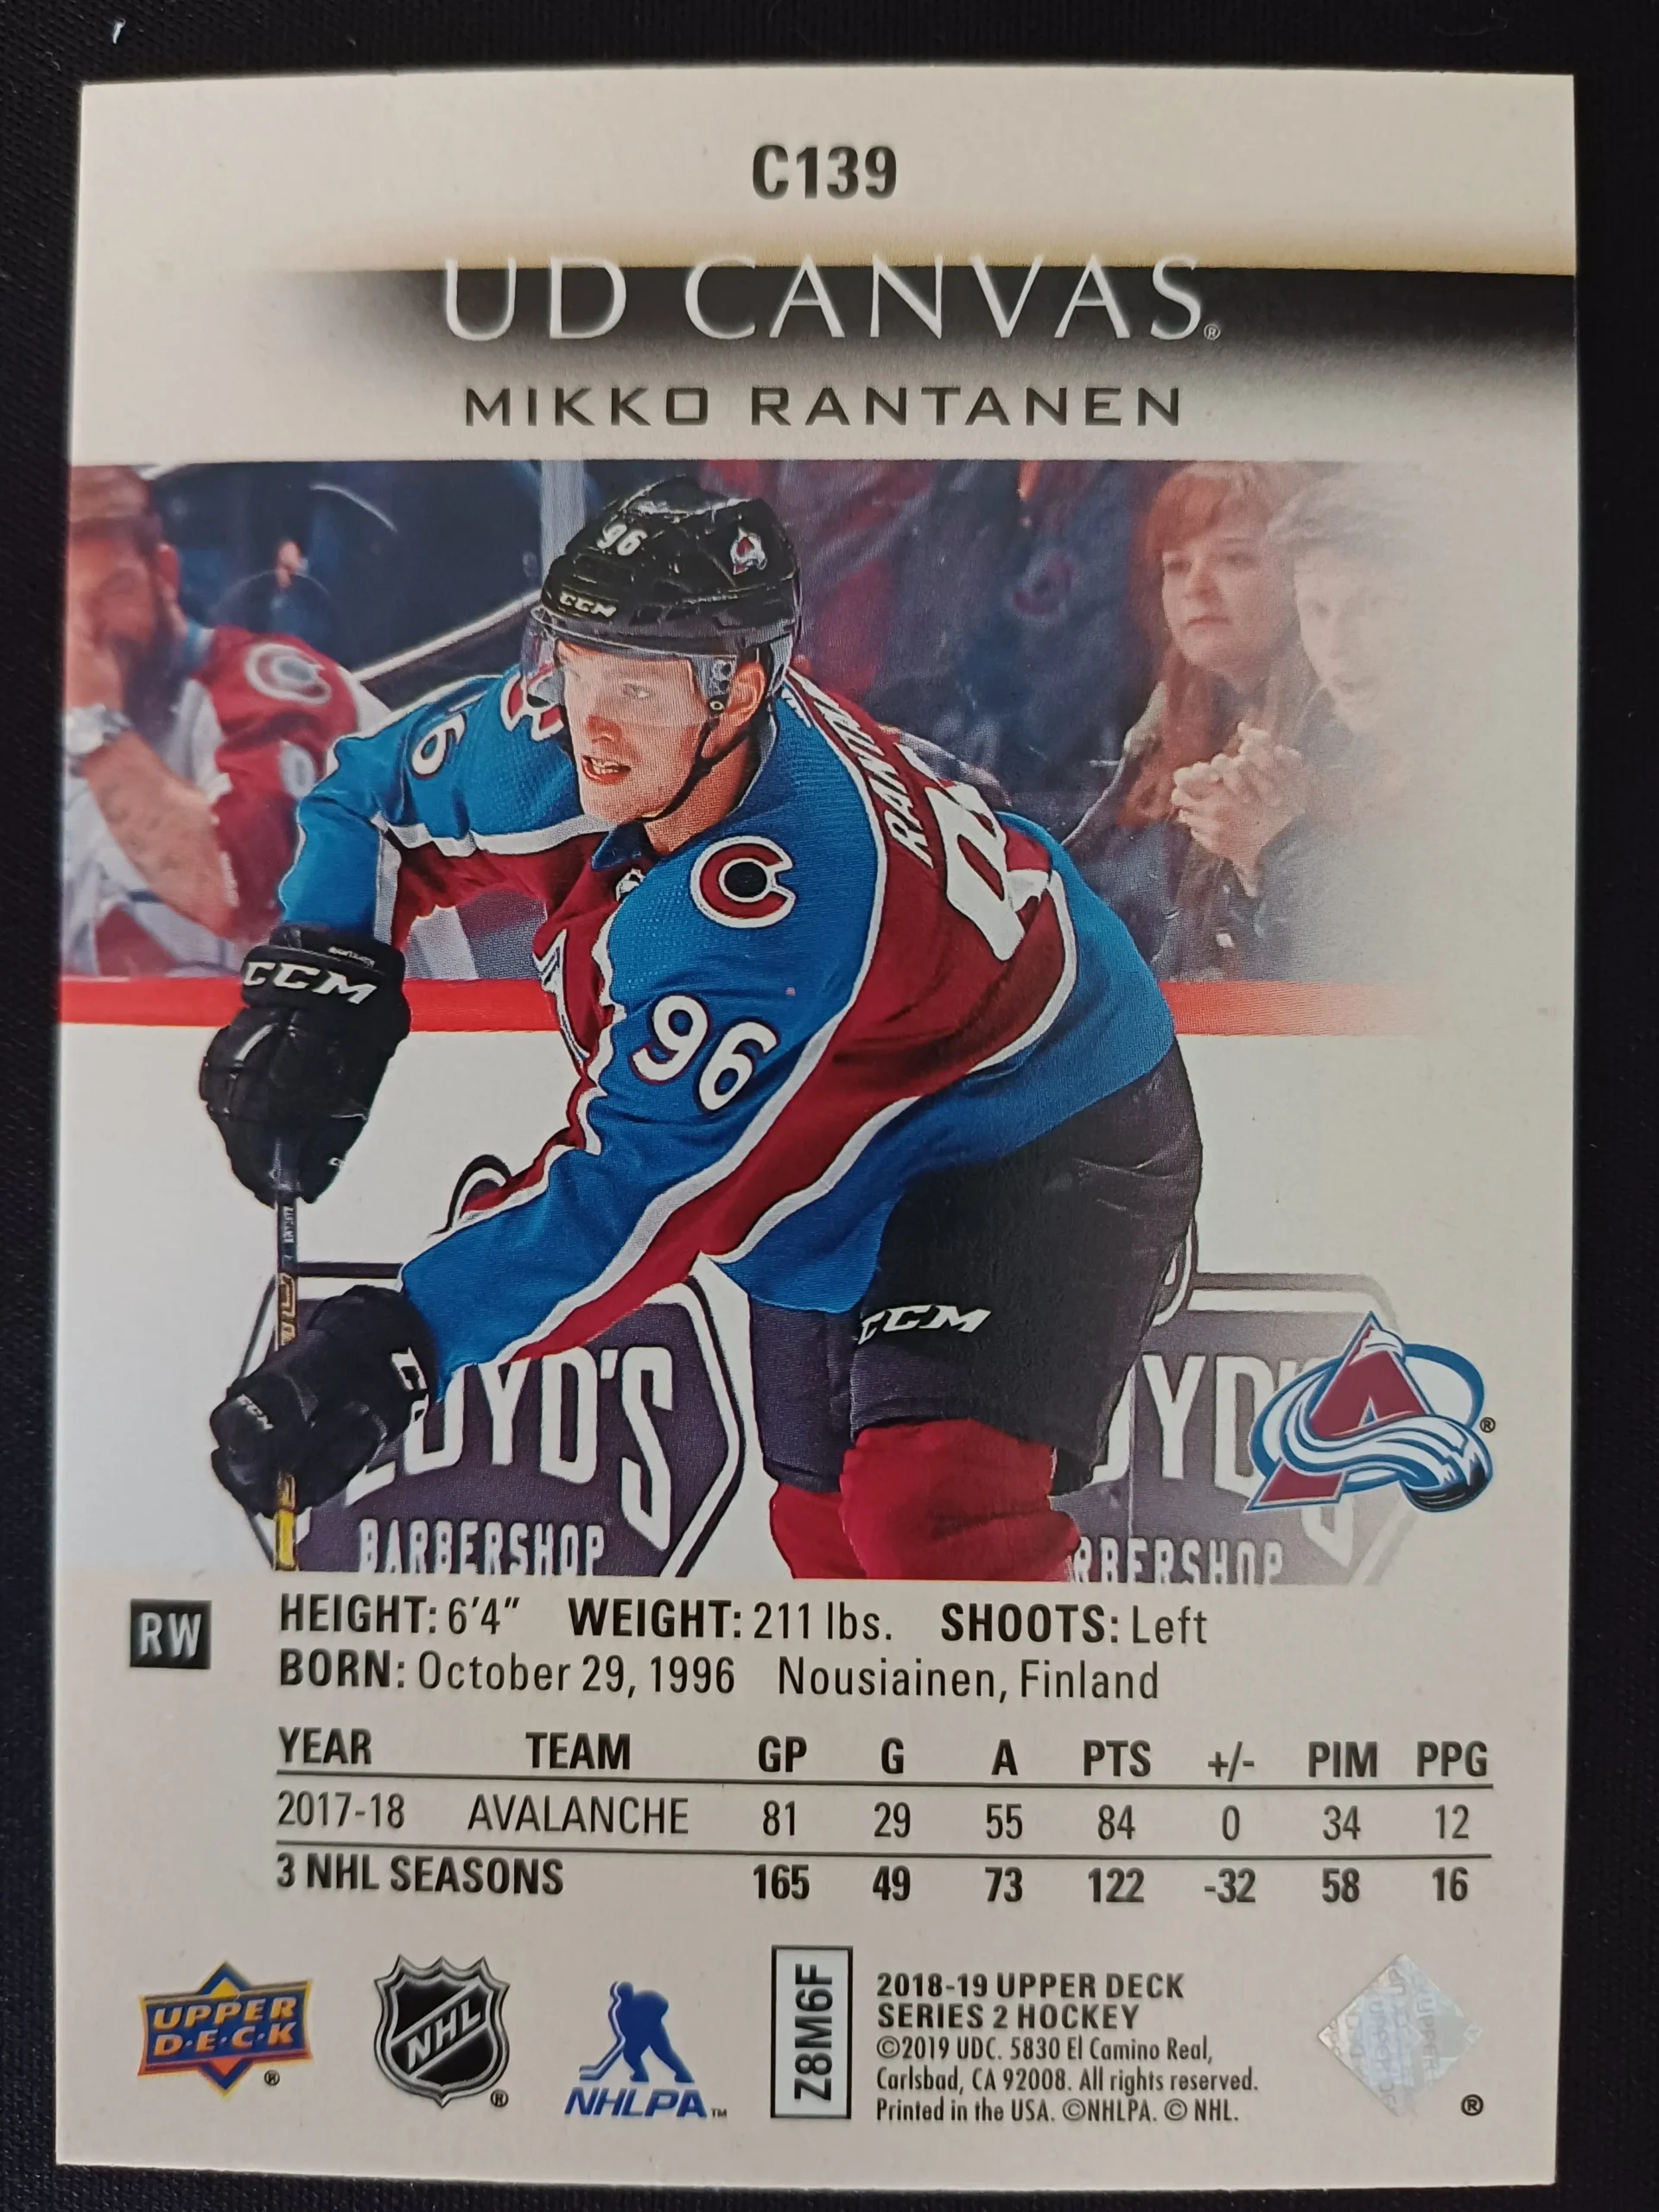 C139
UD CANVAS®
MIKKO RANTANEN
96
CCM
96
CCM
96
CCM
CCM
BARBERSHOP
®
RW
HEIGHT: 6'4" WEIGHT: 211 lbs. SHOOTS: Left
BORN: October 29, 1996 Nousiainen, Finland
YEAR TEAM GP G A PTS +/- PIM PPG
2017-18 AVALANCHE 81 29 55 84 0 34 12
3 NHL SEASONS 165 49 73 122 -32 58 16
UPPER
D·E·C·K
®
NHL
®
NHLPA™
Z8M6F
2018-19 UPPER DECK
SERIES 2 HOCKEY
©2019 UDC. 5830 El Camino Real,
Carlsbad, CA 92008. All rights reserved.
Printed in the USA. ©NHLPA. © NHL.
®